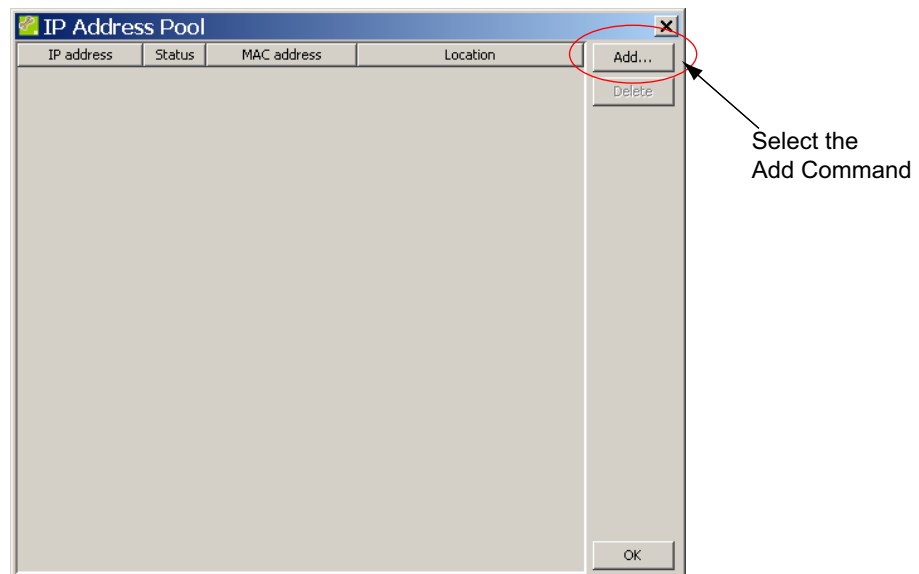 IP Address Pool
IP address Status MAC address Location
Add...
Delete
Select the
Add Command
OK